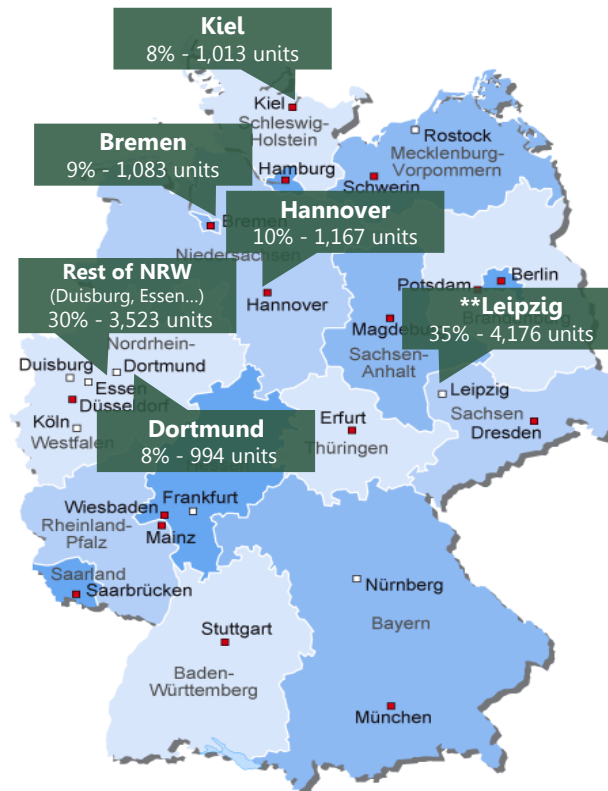 Kiel
8% - 1,013 units
Kiel
Schleswig-
Holstein
Rostock
Mecklenburg-
Vorpommern
Bremen
9% - 1,083 units
Hamburg
Schwerin
Bremen
Niedersachsen
Hannover
10% - 1,167 units
Hannover
Potsdam
Berlin
Rest of NRW
(Duisburg, Essen...)
30% - 3,523 units
**Leipzig
35% - 4,176 units
Magdebu
Sachsen-
Anhalt
Nordrhein-
Dortmund
Duisburg
Essen
Düsseldorf
Köln
Westfalen
Leipzig
Sachsen
Dresden
Erfurt
Thüringen
Dortmund
8% - 994 units
Frankfurt
Wiesbaden
Rheinland-
Pfalz
Mainz
Saarland
Saarbrücken
Nürnberg
Bayern
Stuttgart
Baden-
Württemberg
München